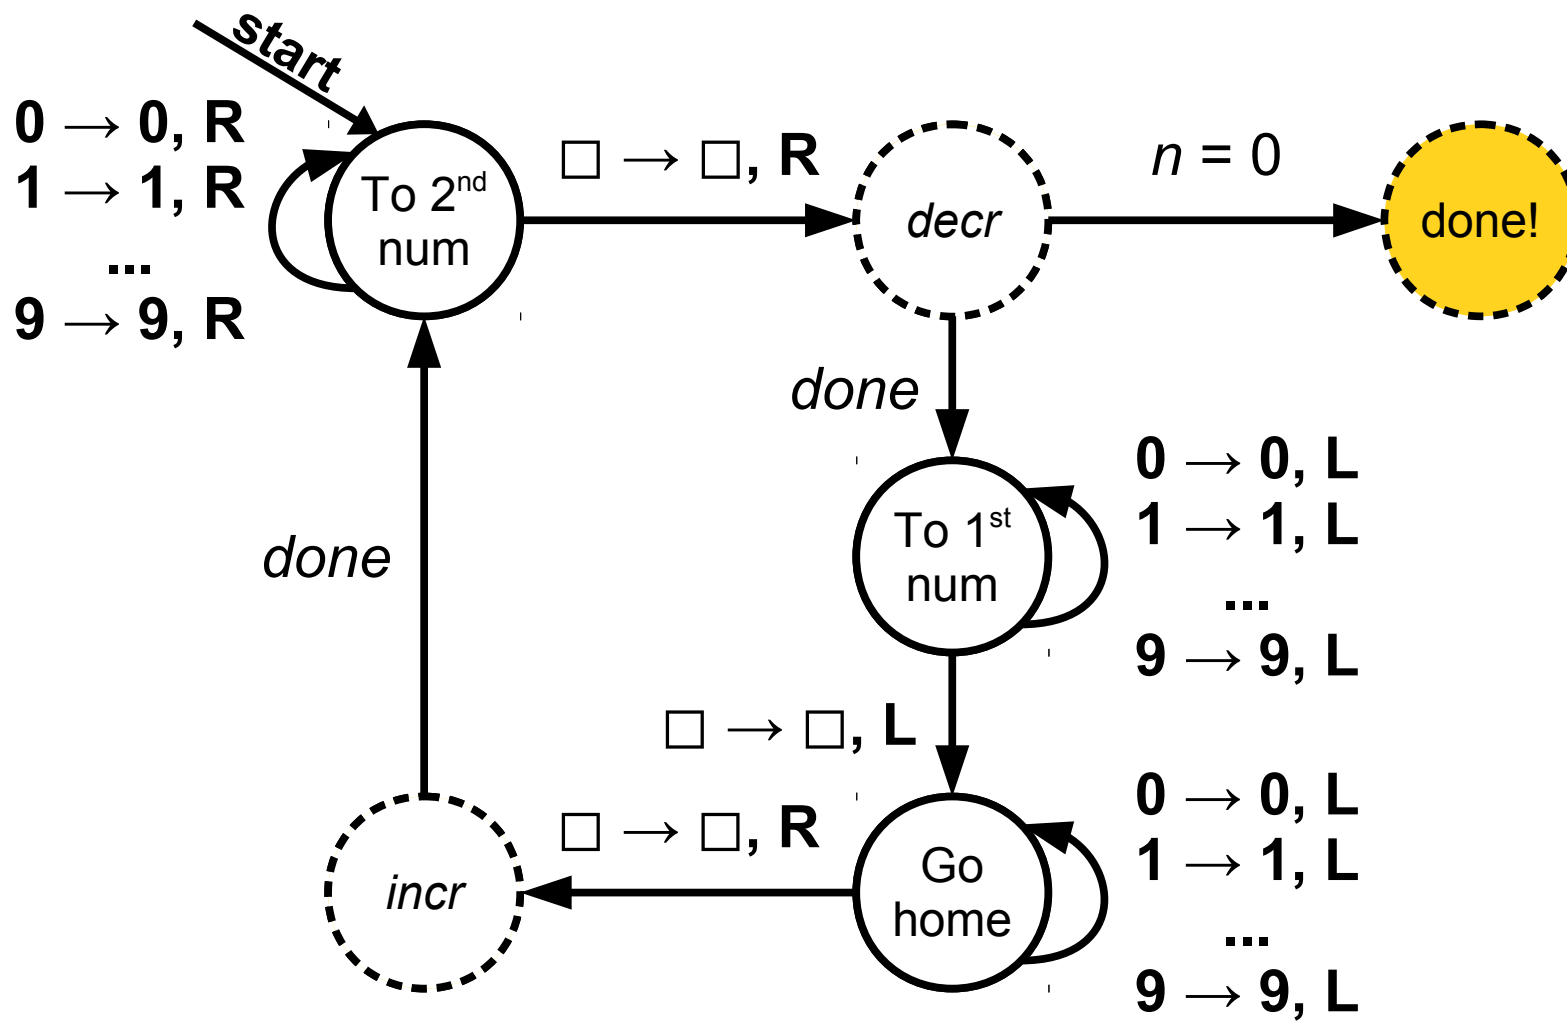 start
0 → 0, R
1 → 1, R
...
9 → 9, R
To 2nd
num
□ → □, R
decr
n = 0
done!
done
To 1st
num
0 → 0, L
1 → 1, L
...
9 → 9, L
done
□ → □, L
Go
home
0 → 0, L
1 → 1, L
...
9 → 9, L
□ → □, R
incr